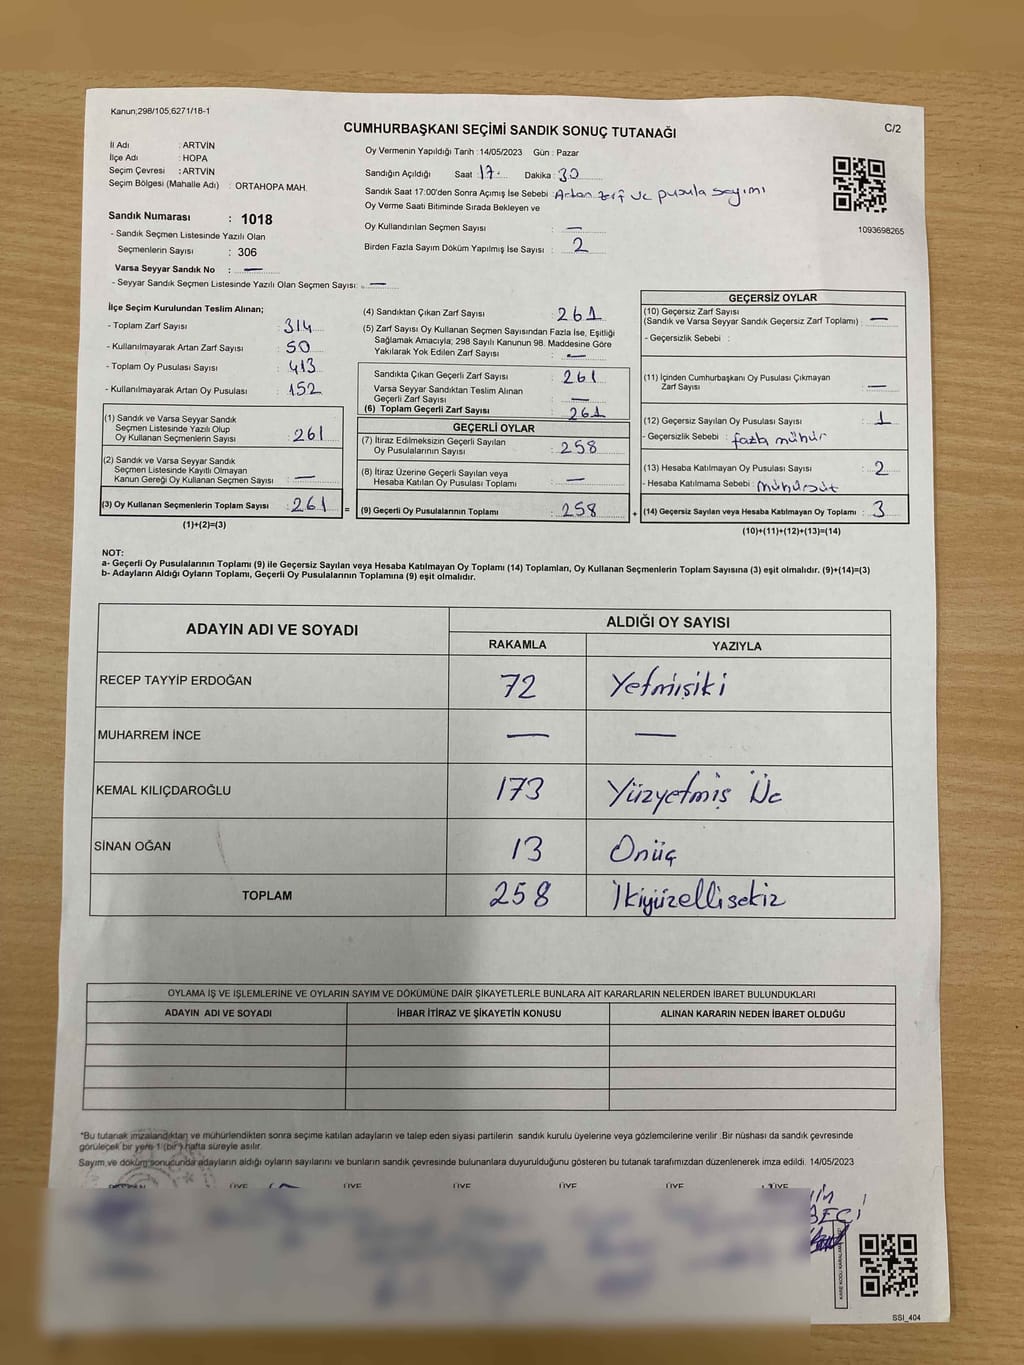 Kanun;298/105;6271/18-1
CUMHURBAŞKANI SEÇİMİ SANDIK SONUÇ TUTANAĞI
C/2
İl Adı : ARTVİN
İlçe Adı : HOPA
Seçim Çevresi : ARTVİN
Seçim Bölgesi (Mahalle Adı) : ORTAHOPA MAH.
Sandık Numarası : 1018
- Sandık Seçmen Listesinde Yazılı Olan
Seçmenlerin Sayısı : 306
Varsa Seyyar Sandık No : —
- Seyyar Sandık Seçmen Listesinde Yazılı Olan Seçmen Sayısı: —
Oy Vermenin Yapıldığı Tarih : 14/05/2023 Gün : Pazar
Sandığın Açıldığı Saat 17 Dakika : 30
Sandık Saat 17:00'den Sonra Açımış İse Sebebi : Artan zrf ve pusula sayımı
Oy Verme Saati Bitiminde Sırada Bekleyen ve
Oy Kullandırılan Seçmen Sayısı : —
Birden Fazla Sayım Döküm Yapılmış İse Sayısı : 2
1093698265
İlçe Seçim Kurulundan Teslim Alınan;
- Toplam Zarf Sayısı : 314
- Kullanılmayarak Artan Zarf Sayısı : 50
- Toplam Oy Pusulası Sayısı : 413
- Kullanılmayarak Artan Oy Pusulası : 152
(1) Sandık ve Varsa Seyyar Sandık
Seçmen Listesinde Yazılı Olup
Oy Kullanan Seçmenlerin Sayısı : 261
(2) Sandık ve Varsa Seyyar Sandık
Seçmen Listesinde Kayıtlı Olmayan
Kanun Gereği Oy Kullanan Seçmen Sayısı : —
(3) Oy Kullanan Seçmenlerin Toplam Sayısı : 261 =
(1)+(2)=(3)
(4) Sandıktan Çıkan Zarf Sayısı : 261
(5) Zarf Sayısı Oy Kullanan Seçmen Sayısından Fazla İse, Eşitliği
Sağlamak Amacıyla; 298 Sayılı Kanunun 98. Maddesine Göre
Yakılarak Yok Edilen Zarf Sayısı : —
Sandıkta Çıkan Geçerli Zarf Sayısı : 261
Varsa Seyyar Sandıktan Teslim Alınan
Geçerli Zarf Sayısı : —
(6) Toplam Geçerli Zarf Sayısı : 261
GEÇERLİ OYLAR
(7) İtiraz Edilmeksizin Geçerli Sayılan
Oy Pusulalarının Sayısı : 258
(8) İtiraz Üzerine Geçerli Sayılan veya
Hesaba Katılan Oy Pusulası Toplamı : —
(9) Geçerli Oy Pusulalarının Toplamı : 258 +
GEÇERSİZ OYLAR
(10) Geçersiz Zarf Sayısı
(Sandık ve Varsa Seyyar Sandık Geçersiz Zarf Toplamı) : —
- Geçersizlik Sebebi :
(11) İçinden Cumhurbaşkanı Oy Pusulası Çıkmayan
Zarf Sayısı : —
(12) Geçersiz Sayılan Oy Pusulası Sayısı : 1
- Geçersizlik Sebebi : fazla mühür
(13) Hesaba Katılmayan Oy Pusulası Sayısı : 2
- Hesaba Katılmama Sebebi :
(14) Geçersiz Sayılan veya Hesaba Katılmayan Oy Toplamı : 3
(10)+(11)+(12)+(13)=(14)
NOT:
a- Geçerli Oy Pusulalarının Toplamı (9) ile Geçersiz Sayılan veya Hesaba Katılmayan Oy Toplamı (14) Toplamları, Oy Kullanan Seçmenlerin Toplam Sayısına (3) eşit olmalıdır. (9)+(14)=(3)
b- Adayların Aldığı Oyların Toplamı, Geçerli Oy Pusulalarının Toplamına (9) eşit olmalıdır.
ADAYIN ADI VE SOYADI ALDIĞI OY SAYISI
RAKAMLA YAZIYLA
RECEP TAYYİP ERDOĞAN 72 Yetmişiki
MUHARREM İNCE — —
KEMAL KILIÇDAROĞLU 173 Yüzyetmiş Üç
SİNAN OĞAN 13 Onüç
TOPLAM 258 İkiyüzellisekiz
OYLAMA İŞ VE İŞLEMLERİNE VE OYLARIN SAYIM VE DÖKÜMÜNE DAİR ŞİKAYETLERLE BUNLARA AİT KARARLARIN NELERDEN İBARET BULUNDUKLARI
ADAYIN ADI VE SOYADI İHBAR İTİRAZ VE ŞİKAYETİN KONUSU ALINAN KARARIN NEDEN İBARET OLDUĞU
*Bu tutanak imzalandıktan ve mühürlendikten sonra seçime katılan adayların ve talep eden siyasi partilerin sandık kurulu üyelerine veya gözlemcilerine verilir .Bir nüshası da sandık çevresinde
görülecek bir yere 1 (bir ) hafta süreyle asılır.
Sayım ve döküm sonucunda adayların aldığı oyların sayılarını ve bunların sandık çevresinde bulunanlara duyurulduğunu gösteren bu tutanak tarafımızdan düzenlenerek imza edildi. 14/05/2023
ÜYE ÜYE ÜYE ÜYE ÜYE ÜYE
SSI_404